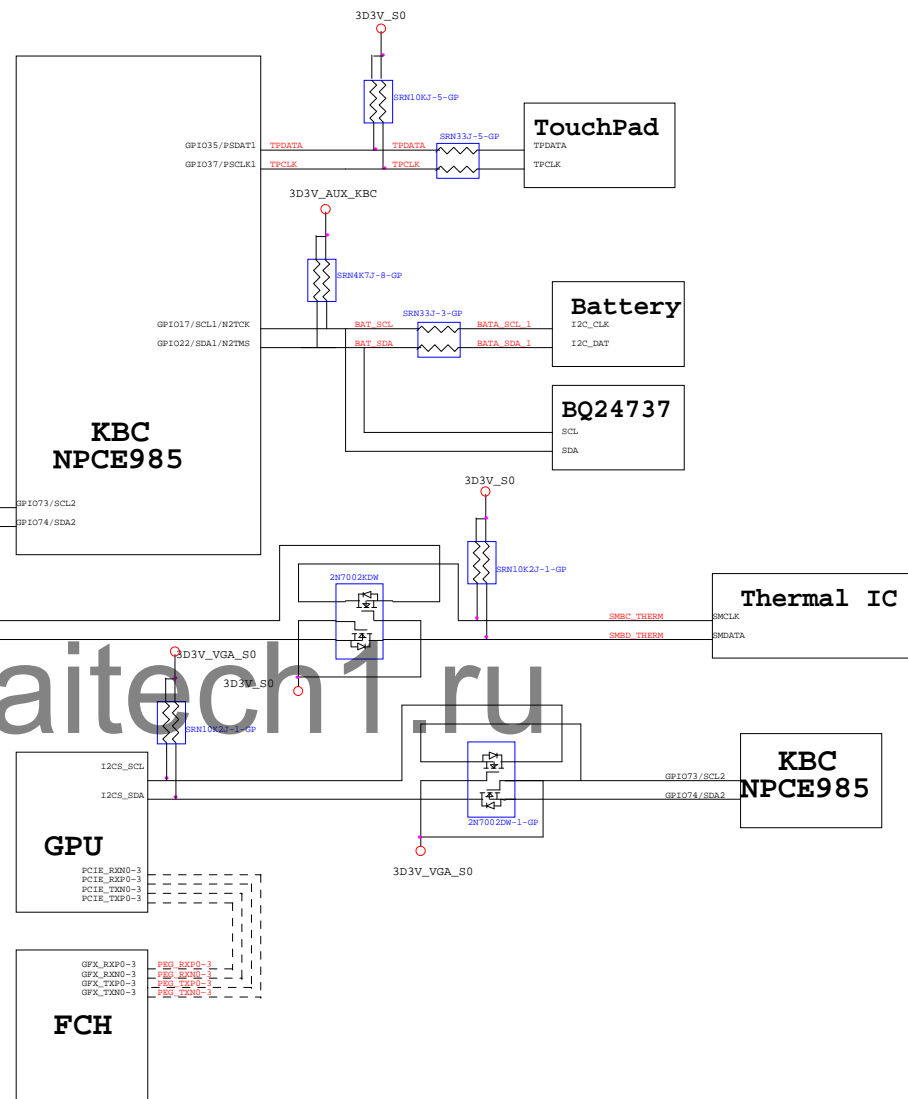 3D3V_S0
SRN10KJ-5-GP
TouchPad
SRN33J-5-GP
GPIO35/PSDAT1 TPDATA TPDATA TPDATA
GPIO37/PSCLK1 TPCLK TPCLK TPCLK
3D3V_AUX_KBC
SRN4K7J-8-GP
Battery
SRN33J-3-GP
GPIO17/SCL1/N2TCK BAT_SCL BATA_SCL_1 I2C_CLK
GPIO22/SDA1/N2TMS BAT_SDA BATA_SDA_1 I2C_DAT
BQ24737
SCL
SDA
KBC
NPCE985
3D3V_S0
GPIO73/SCL2
GPIO74/SDA2
SRN10K2J-1-GP
2N7002KDW
Thermal IC
SMBC_THERM SMCLK
SMBD_THERM SMDATA
aitech1.ru
3D3V_VGA_S0
3D3V_S0
SRN10K2J-1-GP
I2CS_SCL
I2CS_SDA
GPU
KBC
NPCE985
GPIO73/SCL2
GPIO74/SDA2
2N7002DW-1-GP
3D3V_VGA_S0
PCIE_RXN0-3
PCIE_RXP0-3
PCIE_TXN0-3
PCIE_TXP0-3
GFX_RXP0-3 PEG_RXP0-3
GFX_RXN0-3 PEG_RXN0-3
GFX_TXP0-3 PEG_TXP0-3
GFX_TXN0-3 PEG_TXN0-3
FCH